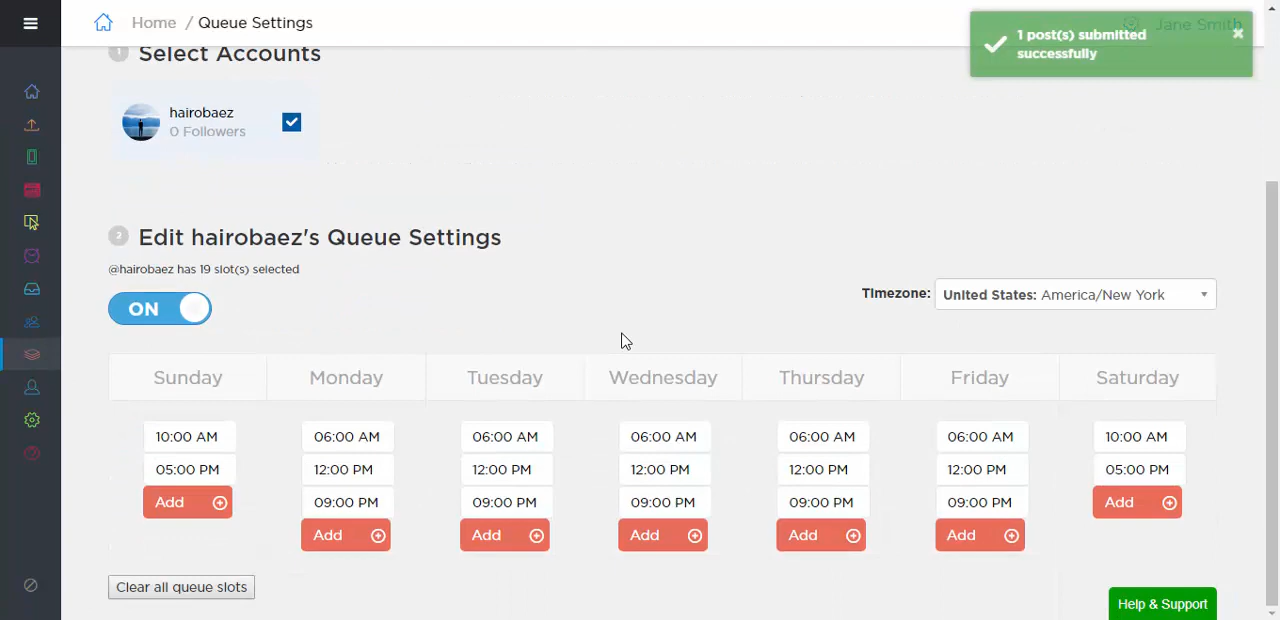 Home / Queue Settings
Jane Smith
1 post(s) submitted
successfully
×
1 Select Accounts
hairobaez
0 Followers
2 Edit hairobaez's Queue Settings
@hairobaez has 19 slot(s) selected
ON
Timezone: United States: America/New York
Sunday Monday Tuesday Wednesday Thursday Friday Saturday
10:00 AM 06:00 AM 06:00 AM 06:00 AM 06:00 AM 06:00 AM 10:00 AM
05:00 PM 12:00 PM 12:00 PM 12:00 PM 12:00 PM 12:00 PM 05:00 PM
Add 09:00 PM 09:00 PM 09:00 PM 09:00 PM 09:00 PM Add
Add Add Add Add Add
Clear all queue slots
Help & Support